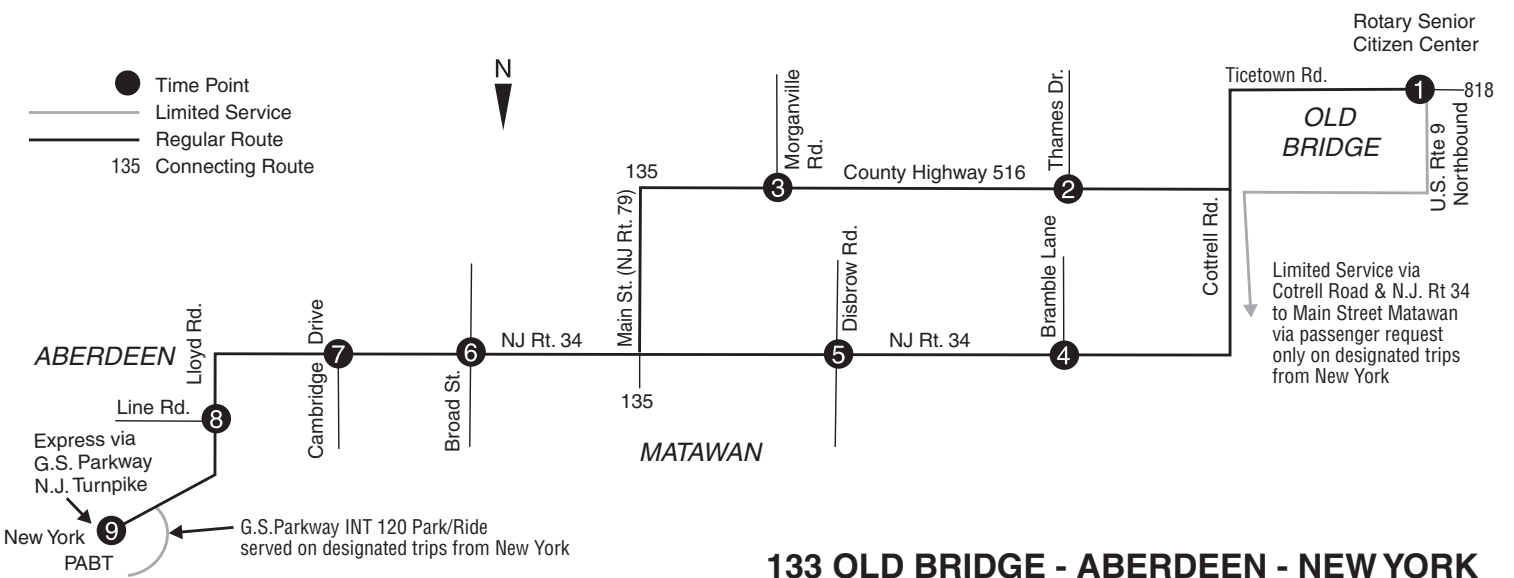 Rotary Senior
Citizen Center
N
Time Point
Limited Service
Regular Route
135 Connecting Route
Ticetown Rd.
1
818
OLD
BRIDGE
U.S. Rte 9
Northbound
Morganville
Rd.
Thames Dr.
135
3
County Highway 516
2
Main St. (NJ Rt. 79)
Disbrow Rd.
Bramble Lane
Cottrell Rd.
Limited Service via
Cotrell Road & N.J. Rt 34
to Main Street Matawan
via passenger request
only on designated trips
from New York
ABERDEEN
Lloyd Rd.
Cambridge Drive
7
Broad St.
6
NJ Rt. 34
5
NJ Rt. 34
4
135
MATAWAN
Line Rd.
8
Express via
G.S. Parkway
N.J. Turnpike
New York
PABT
9
G.S.Parkway INT 120 Park/Ride
served on designated trips from New York
133 OLD BRIDGE - ABERDEEN - NEW YORK